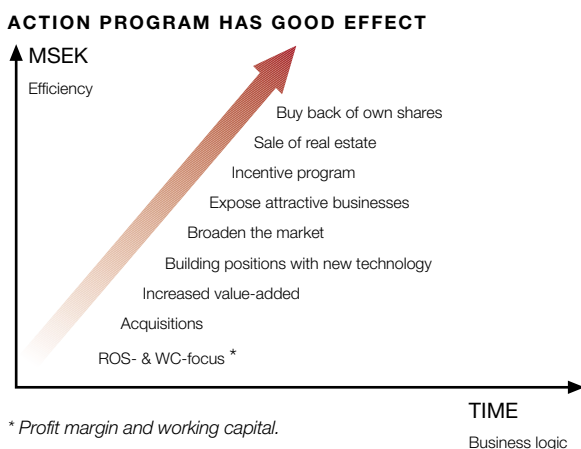 ACTION PROGRAM HAS GOOD EFFECT
MSEK
Efficiency
Buy back of own shares
Sale of real estate
Incentive program
Expose attractive businesses
Broaden the market
Building positions with new technology
Increased value-added
Acquisitions
ROS- & WC-focus *
TIME
* Profit margin and working capital.
Business logic